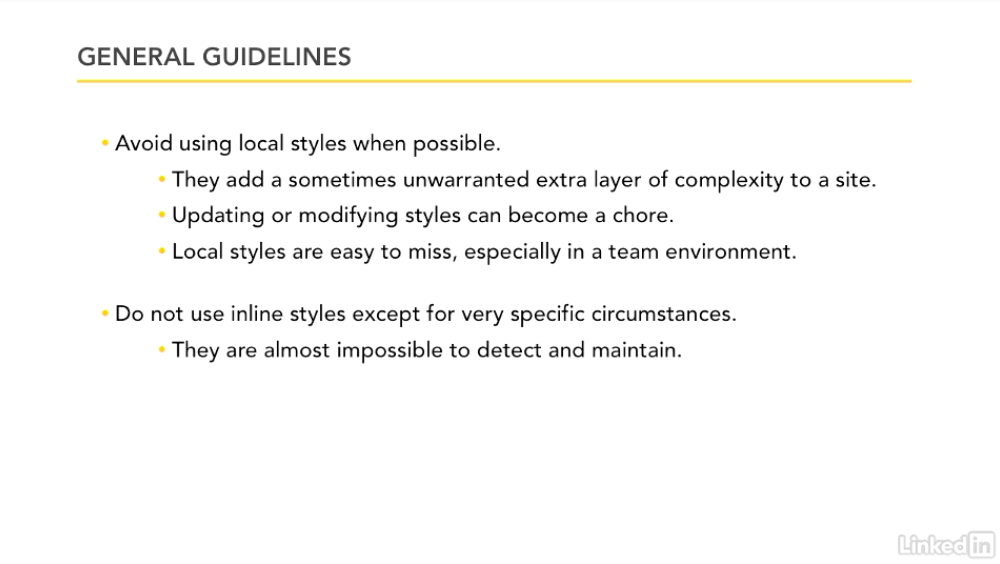 GENERAL GUIDELINES
• Avoid using local styles when possible.
• They add a sometimes unwarranted extra layer of complexity to a site.
• Updating or modifying styles can become a chore.
• Local styles are easy to miss, especially in a team environment.
• Do not use inline styles except for very specific circumstances.
• They are almost impossible to detect and maintain.
Linked in